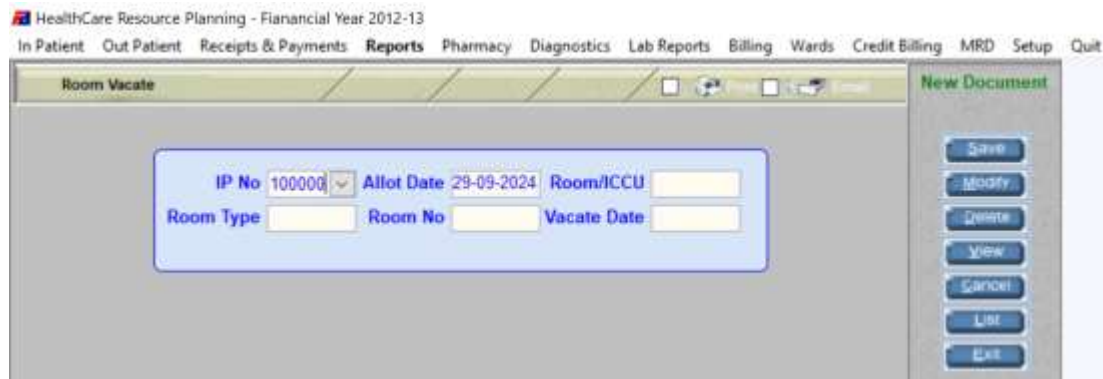 HealthCare Resource Planning - Fianancial Year 2012-13
In Patient Out Patient Receipts & Payments Reports Pharmacy Diagnostics Lab Reports Billing Wards Credit Billing MRD Setup Quit
Room Vacate
New Document
IP No 100000 Allot Date 29-09-2024 Room/ICCU
Room Type Room No Vacate Date
Save
Modify
Delete
View
Cancel
List
Exit